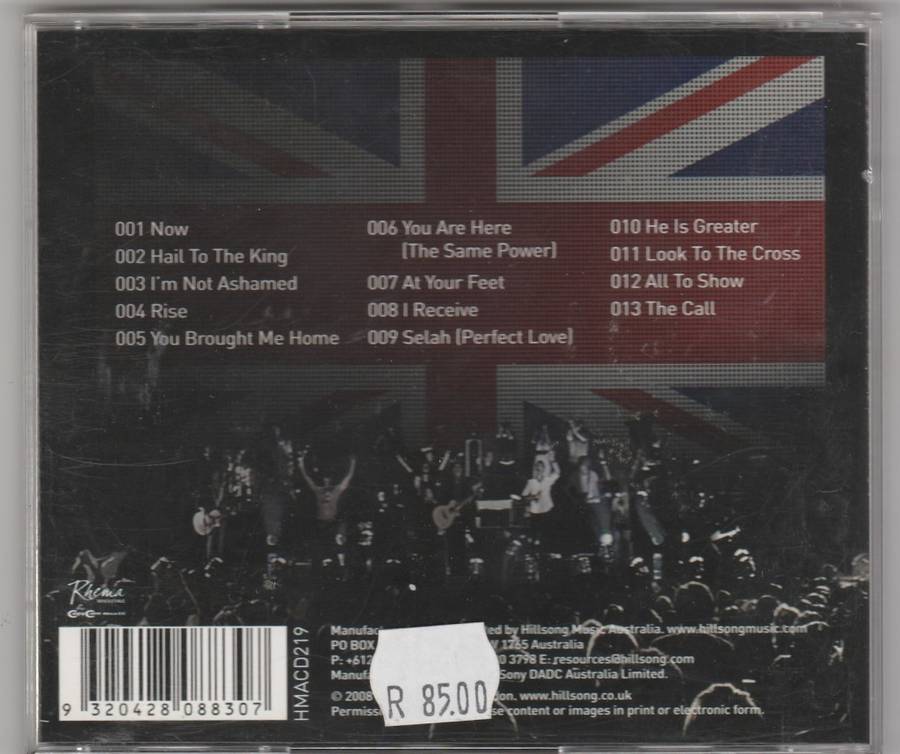 001 Now
002 Hail To The King
003 I'm Not Ashamed
004 Rise
005 You Brought Me Home
006 You Are Here
(The Same Power)
007 At Your Feet
008 I Receive
009 Selah (Perfect Love)
010 He Is Greater
011 Look To The Cross
012 All To Show
013 The Call
Rhema
9 320428 088307
HMACD219
by Hillsong Music Australia. www.hillsongmusic.com
PO BOX 1765 Australia
P: +612 3798 E: resources@hillsong.com
Sony DADC Australia Limited.
© 2008 www.hillsong.co.uk
content or images in print or electronic form.
R 85.00